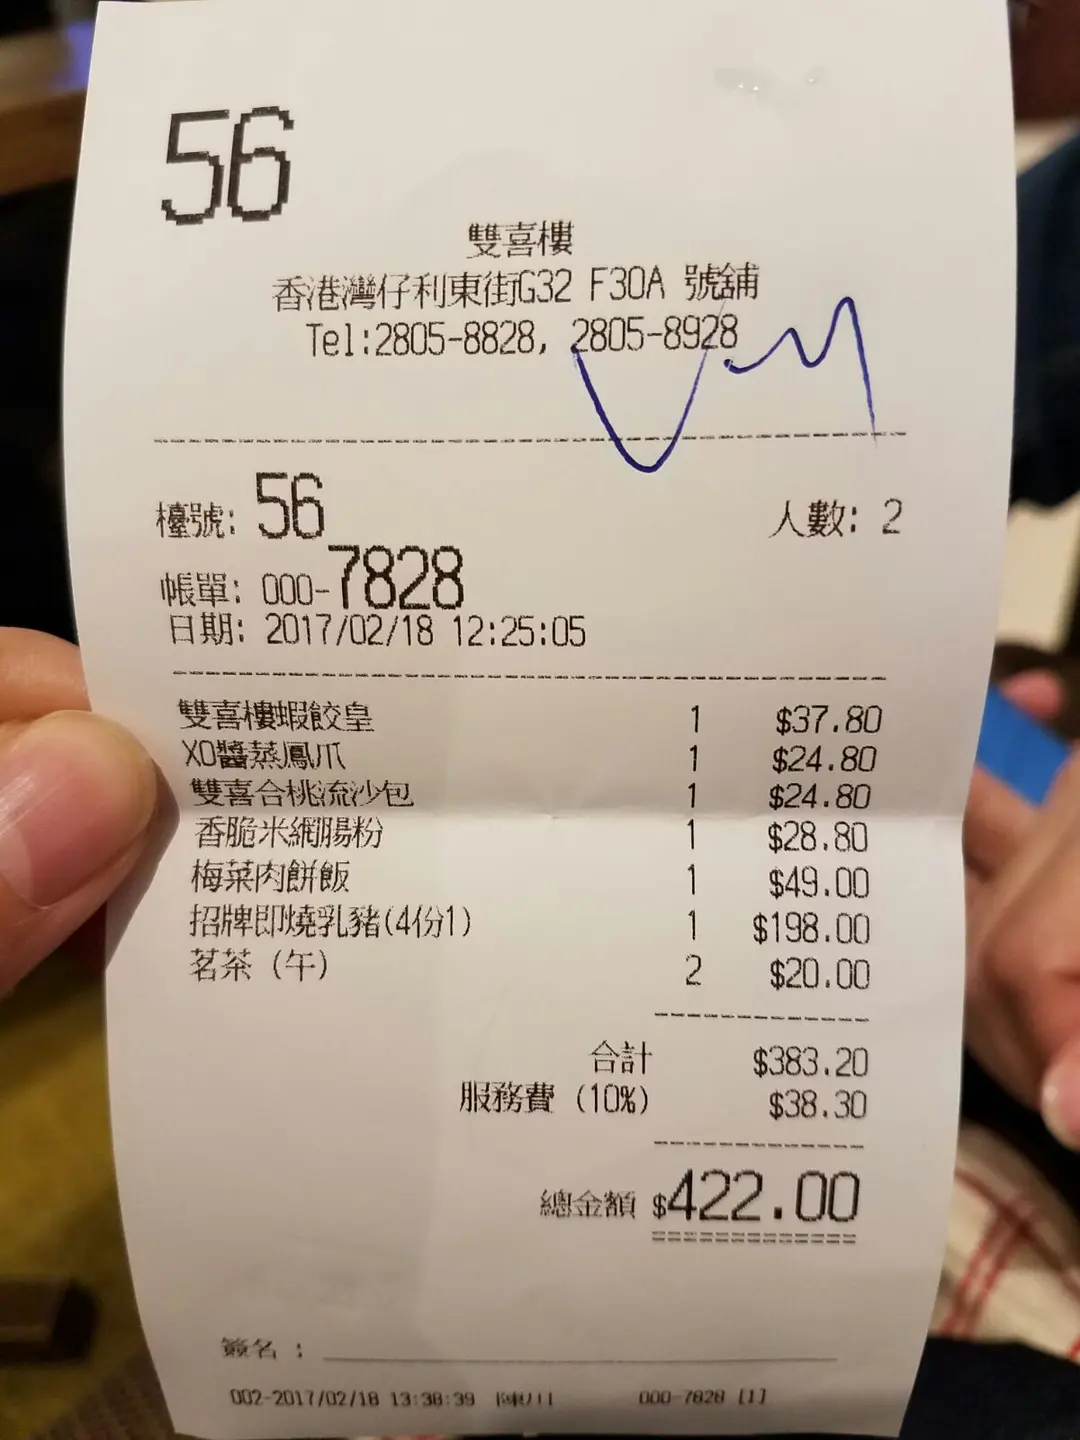 56
雙喜樓
香港灣仔利東街G32 F30A 號舖
Tel:2805-8828, 2805-8928
檯號: 56 人數: 2
帳單: 000-7828
日期: 2017/02/18 12:25:05
雙喜樓蝦餃皇 1 $37.80
XO醬蒸鳳爪 1 $24.80
雙喜合桃流沙包 1 $24.80
香脆米網腸粉 1 $28.80
梅菜肉餅飯 1 $49.00
招牌即燒乳豬(4份1) 1 $198.00
茗茶 (午) 2 $20.00
合計 $383.20
服務費 (10%) $38.30
總金額 $422.00
簽名 :
002-2017/02/18 13:38:39 000-7828 [1]